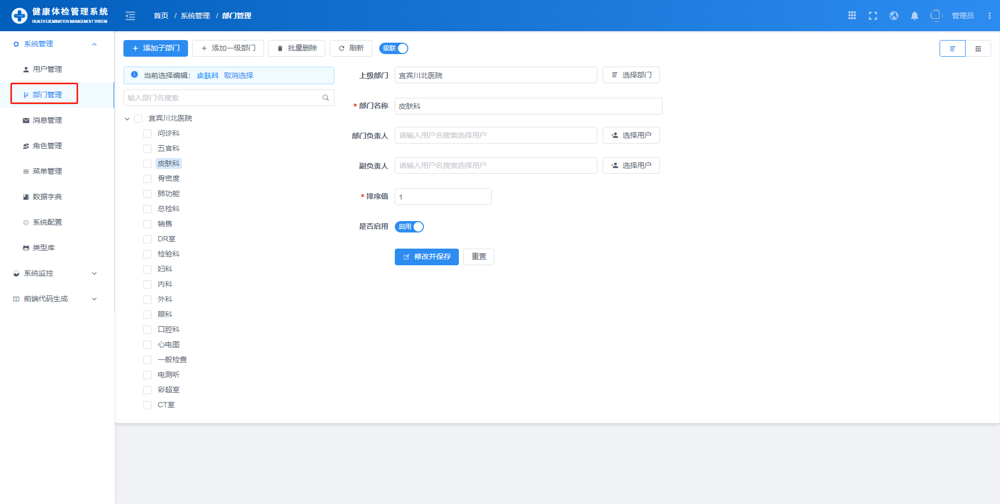 健康体检管理系统
HEALTH EXCMINATION MANAGEMENT SYATEM
首页 / 系统管理 / 部门管理
管理员
系统管理
用户管理
部门管理
消息管理
角色管理
菜单管理
数据字典
系统配置
类型库
系统监控
前端代码生成
添加子部门
添加一级部门
批量删除
刷新
级联
当前选择编辑： 皮肤科 取消选择
输入部门名搜索
宜宾川北医院
问诊科
五官科
皮肤科
骨密度
肺功能
总检科
销售
DR室
检验科
妇科
内科
外科
眼科
口腔科
心电图
一般检查
电测听
彩超室
CT室
上级部门 宜宾川北医院 选择部门
* 部门名称 皮肤科
部门负责人 请输入用户名搜索选择用户 选择用户
副负责人 请输入用户名搜索选择用户 选择用户
* 排序值 1
是否启用 启用
修改并保存 重置